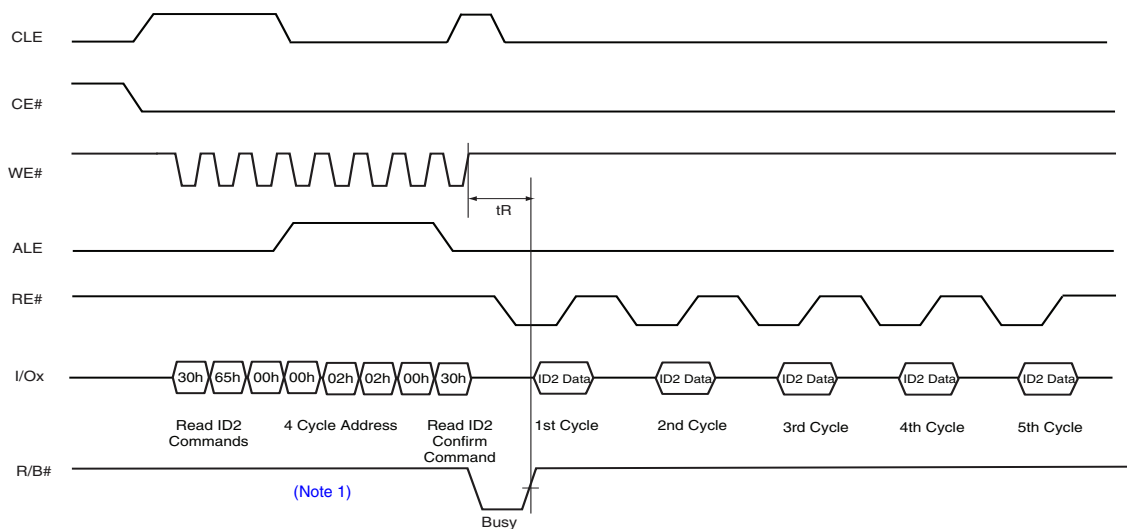 CLE
CE#
WE#
tR
ALE
RE#
I/Ox
30h 65h 00h 00h 02h 02h 00h 30h ID2 Data ID2 Data ID2 Data ID2 Data ID2 Data
Read ID2
Commands
4 Cycle Address
Read ID2
Confirm
Command
1st Cycle
2nd Cycle
3rd Cycle
4th Cycle
5th Cycle
R/B#
(Note 1)
Busy